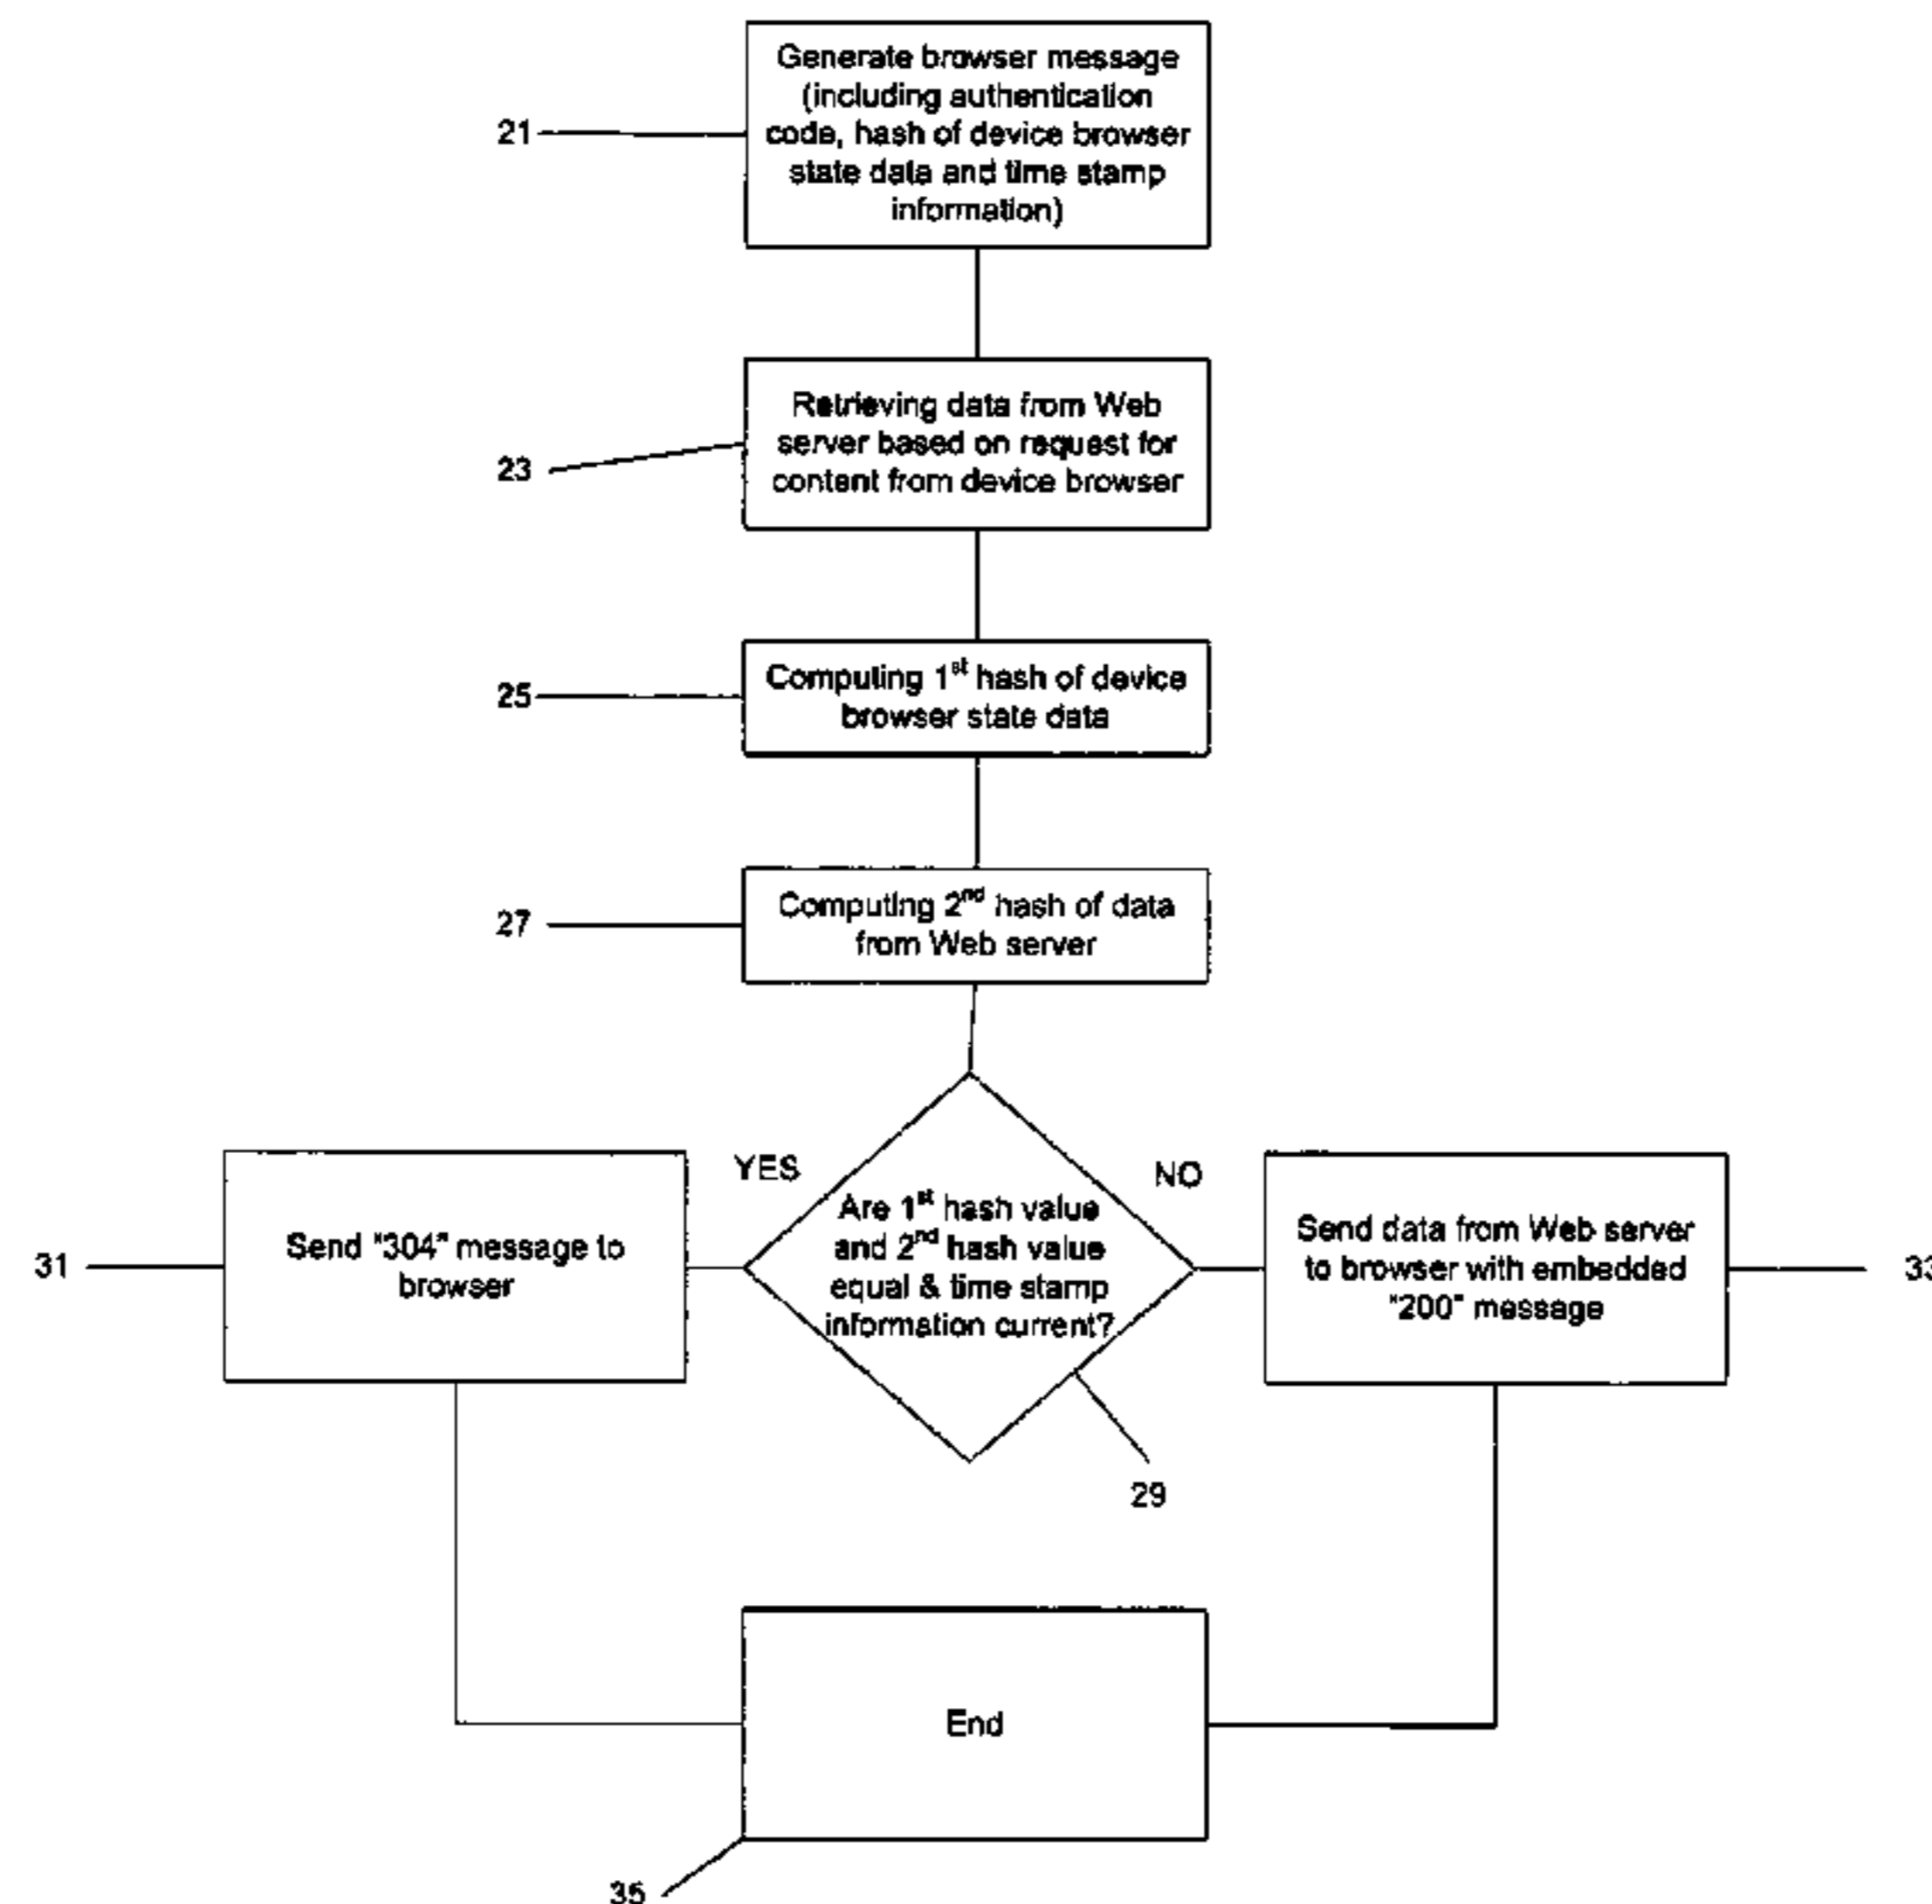 Generate browser message
(including authentication
code, hash of device browser
state data and time stamp
information)
21
Retrieving data from Web
server based on request for
content from device browser
23
Computing 1st hash of device
browser state data
25
Computing 2nd hash of data
from Web server
27
YES
NO
Are 1st hash value
and 2nd hash value
equal & time stamp
information current?
29
Send "304" message to
browser
31
Send data from Web server
to browser with embedded
"200" message
33
End
35